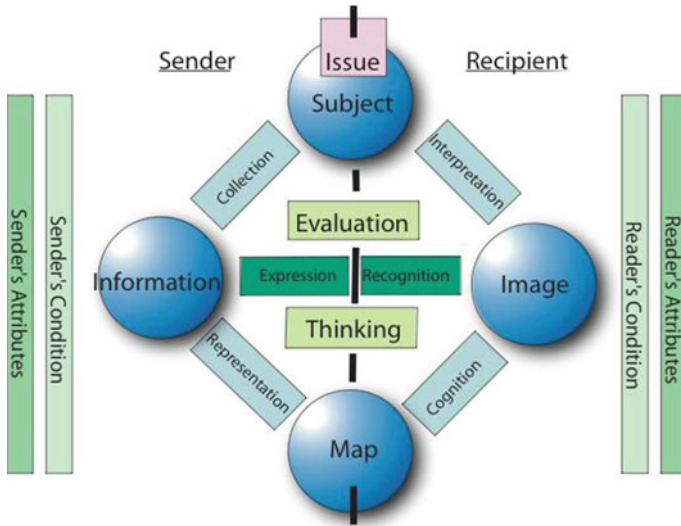 Sender
Issue
Recipient
Subject
Collection
Interpretation
Sender's Attributes
Sender's Condition
Evaluation
Information
Expression
Recognition
Image
Thinking
Representation
Cognition
Map
Reader's Condition
Reader's Attributes